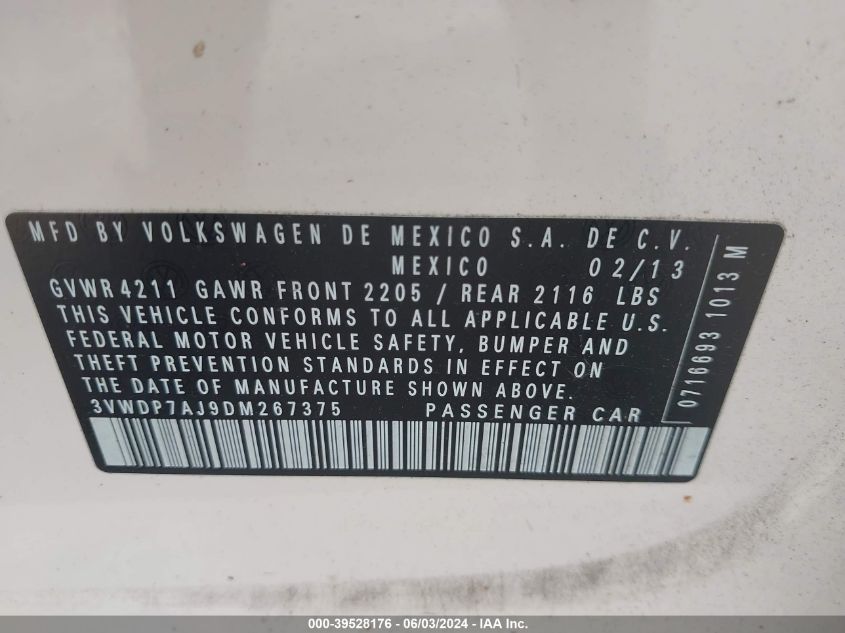 MFD BY VOLKSWAGEN DE MEXICO S.A. DE C.V.
MEXICO 02/13
GVWR 4211 GAWR FRONT 2205 / REAR 2116 LBS
THIS VEHICLE CONFORMS TO ALL APPLICABLE U.S.
FEDERAL MOTOR VEHICLE SAFETY, BUMPER AND
THEFT PREVENTION STANDARDS IN EFFECT ON
THE DATE OF MANUFACTURE SHOWN ABOVE.
3VWDP7AJ9DM267375 PASSENGER CAR
0716693 1013 M
000-39528176 - 06/03/2024 - IAA Inc.